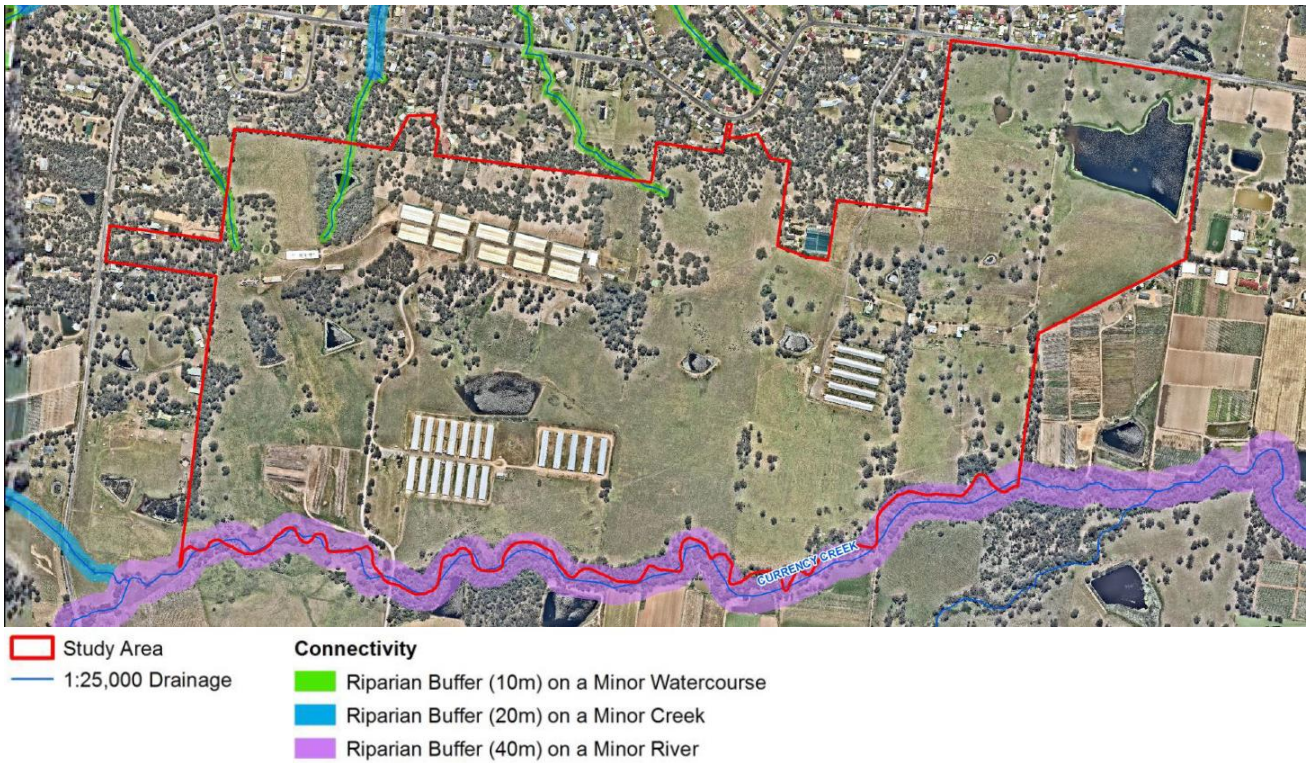 CURRENCY CREEK
Study Area
1:25,000 Drainage
Connectivity
Riparian Buffer (10m) on a Minor Watercourse
Riparian Buffer (20m) on a Minor Creek
Riparian Buffer (40m) on a Minor River